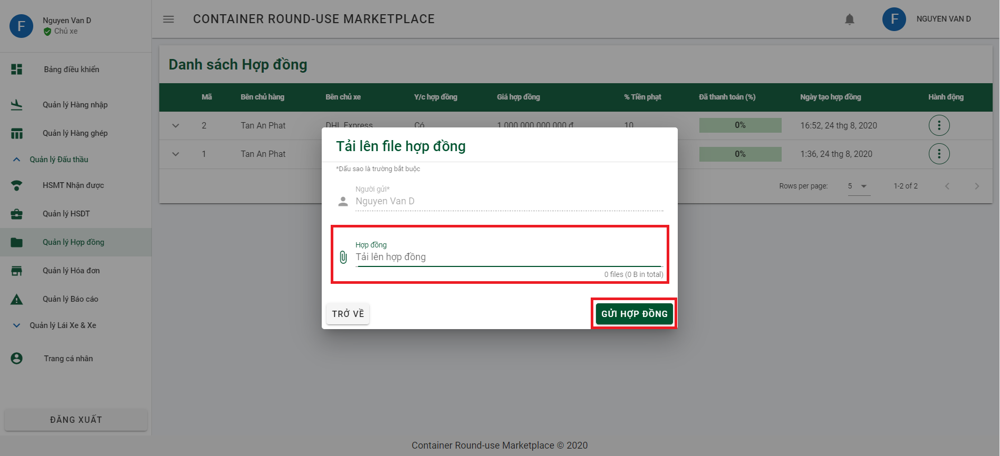 F
Nguyen Van D
Chủ xe
CONTAINER ROUND-USE MARKETPLACE
F
NGUYEN VAN D
Bảng điều khiển
Quản lý Hàng nhập
Quản lý Hàng ghép
Quản lý Đấu thầu
HSMT Nhận được
Quản lý HSDT
Quản lý Hợp đồng
Quản lý Hóa đơn
Quản lý Báo cáo
Quản lý Lái Xe & Xe
Trang cá nhân
ĐĂNG XUẤT
Danh sách Hợp đồng
Mã Bên chủ hàng Bên chủ xe Y/c hợp đồng Giá hợp đồng % Tiền phạt Đã thanh toán (%) Ngày tạo hợp đồng Hành động
2 Tan An Phat DHL Express Có 1.000.000.000.000 đ 10 0% 16:52, 24 thg 8, 2020
1 Tan An Phat 0% 1:36, 24 thg 8, 2020
Rows per page: 5 1-2 of 2
Tải lên file hợp đồng
*Dấu sao là trường bắt buộc
Người gửi*
Nguyen Van D
Hợp đồng
Tải lên hợp đồng
0 files (0 B in total)
TRỞ VỀ
GỬI HỢP ĐỒNG
Container Round-use Marketplace © 2020